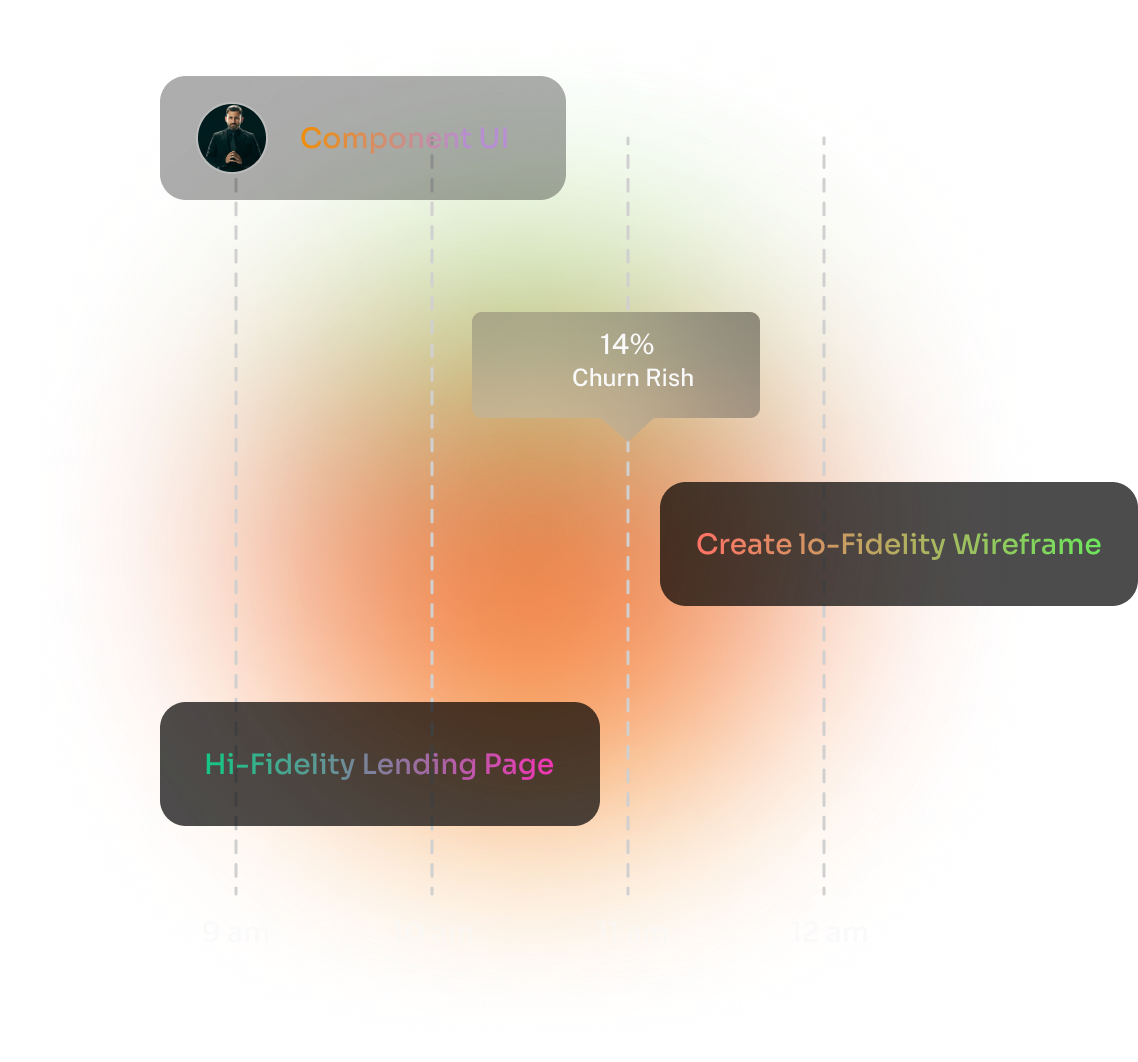 Component UI
14%
Churn Rish
Create lo-Fidelity Wireframe
Hi-Fidelity Lending Page
9 am
12 am